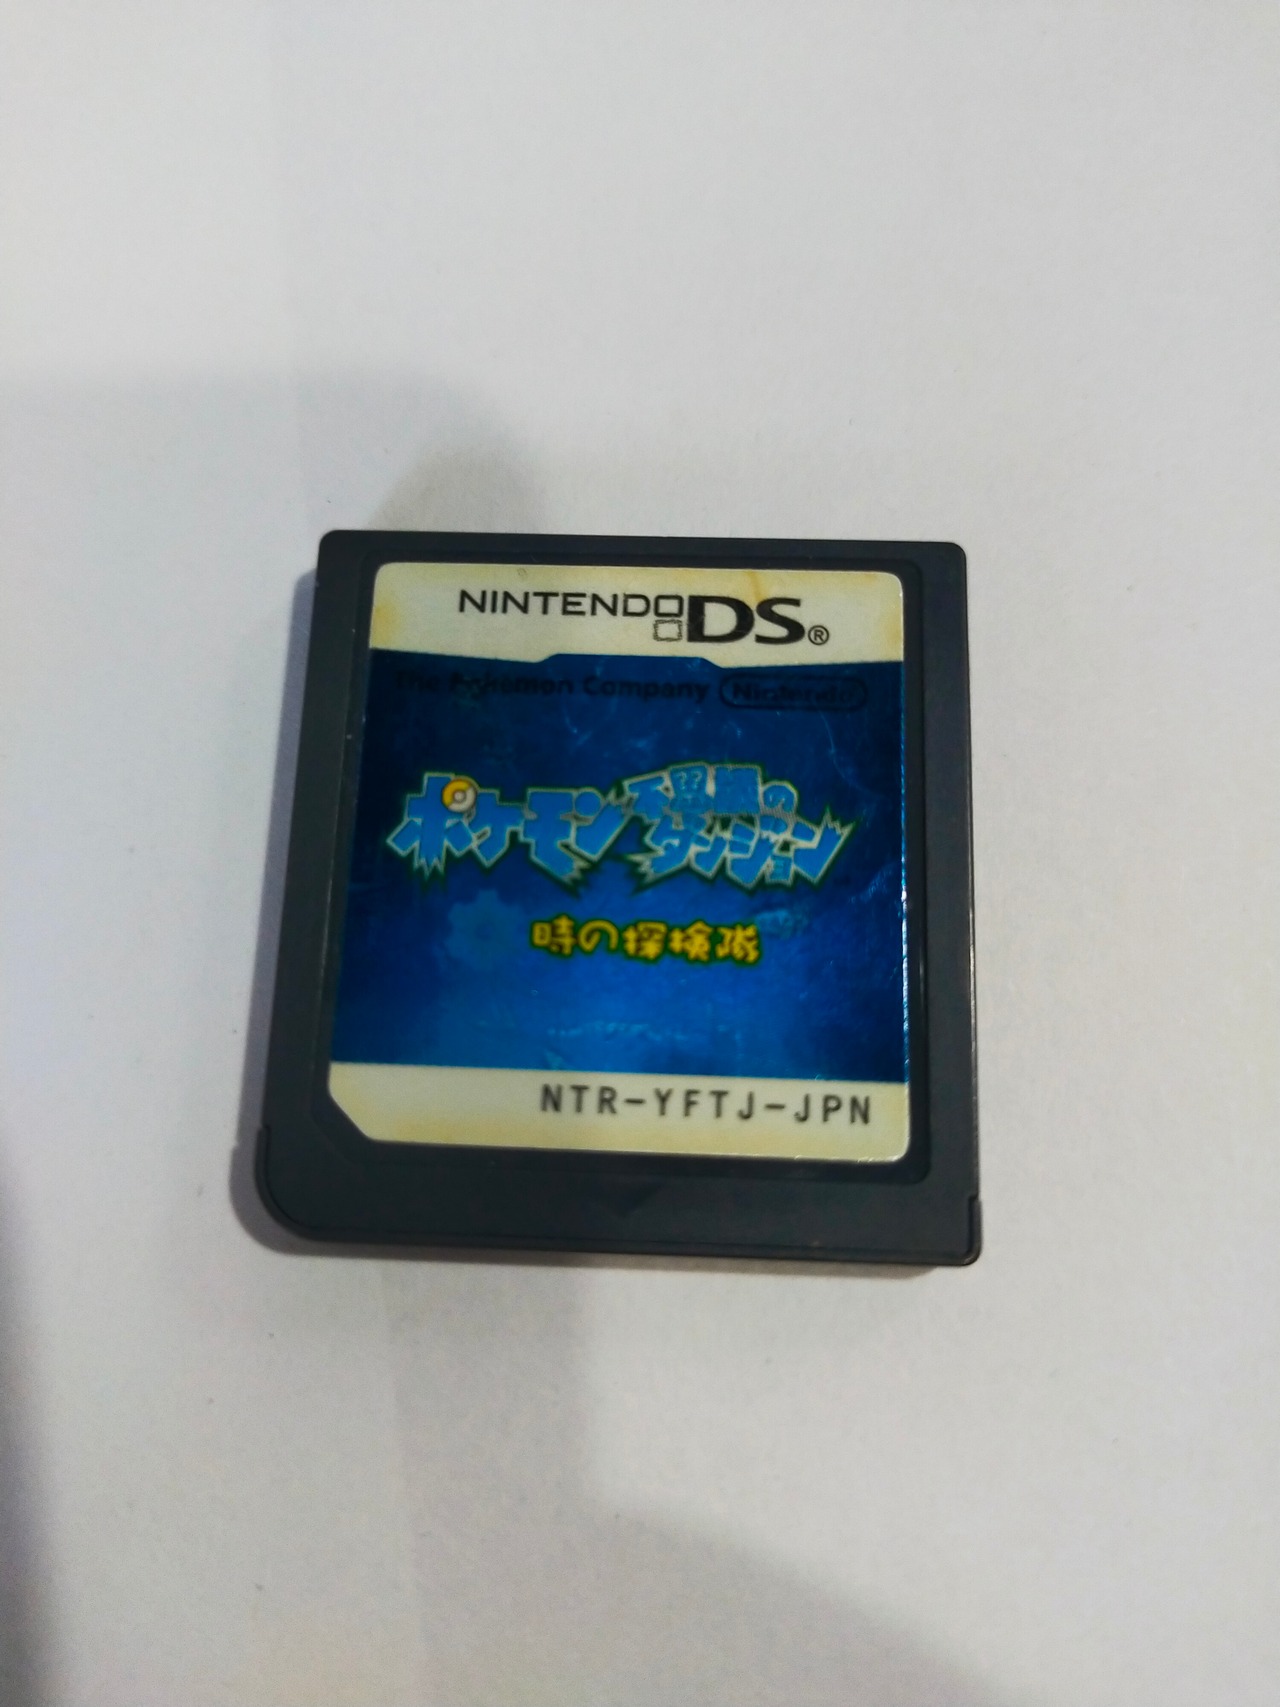 NINTENDO DS®
The Pokémon Company Nintendo
ポケモン不思議の
ダンジョン
時の探検隊
NTR-YFTJ-JPN